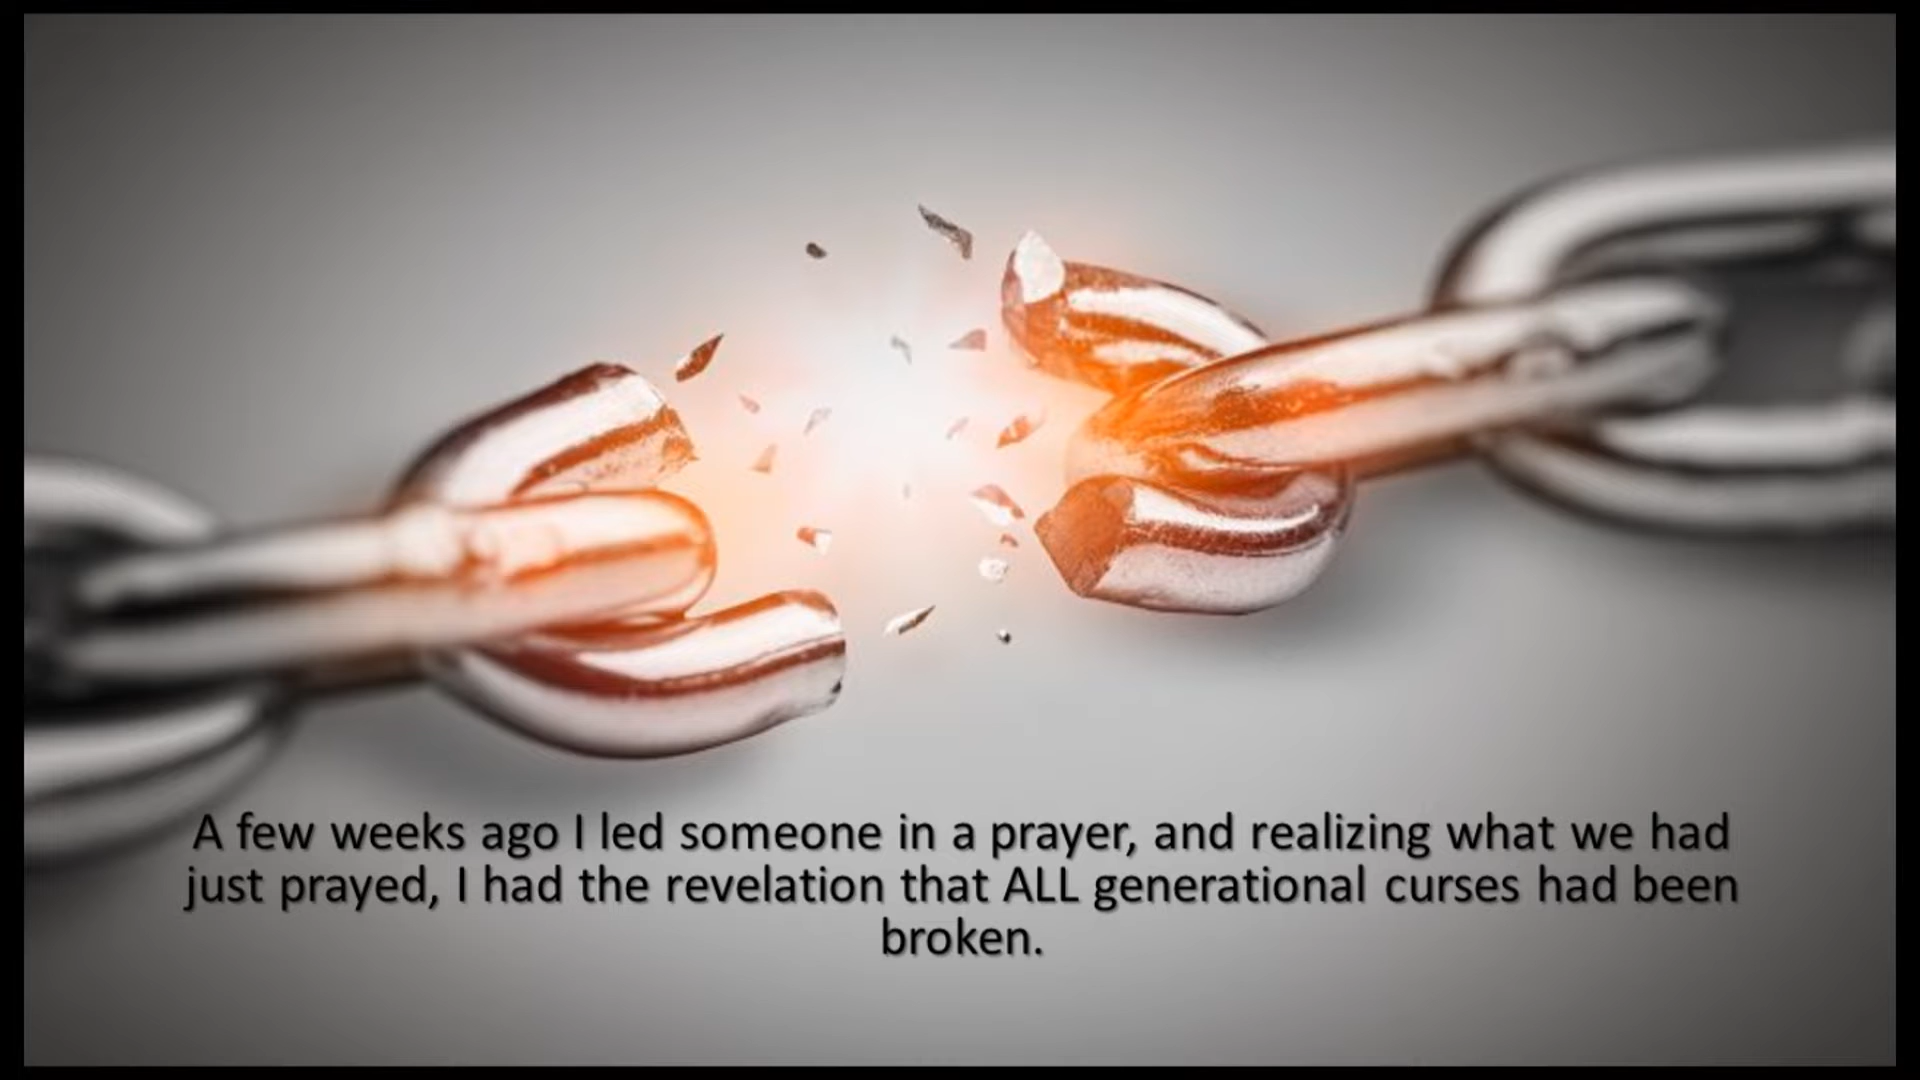 A few weeks ago I led someone in a prayer, and realizing what we had
just prayed, I had the revelation that ALL generational curses had been
broken.